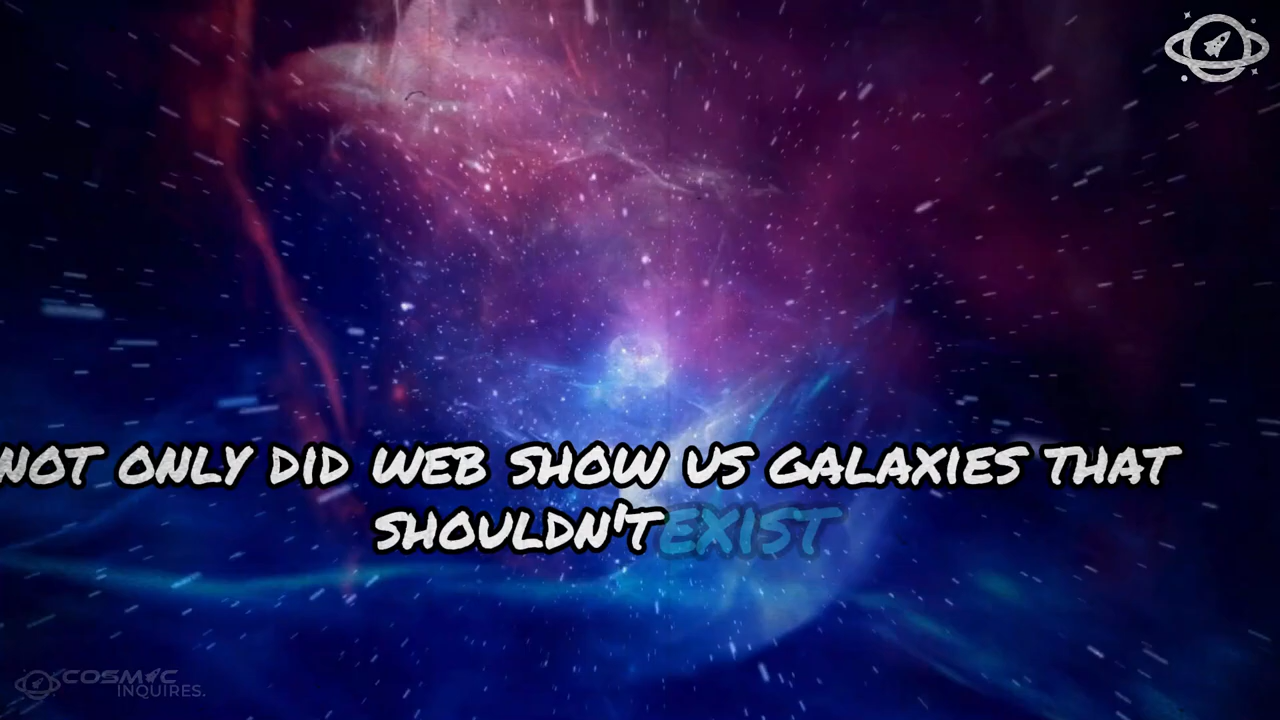 NOT ONLY DID WEB SHOW US GALAXIES THAT
SHOULDN'T EXIST
COSMIC
INQUIRES.